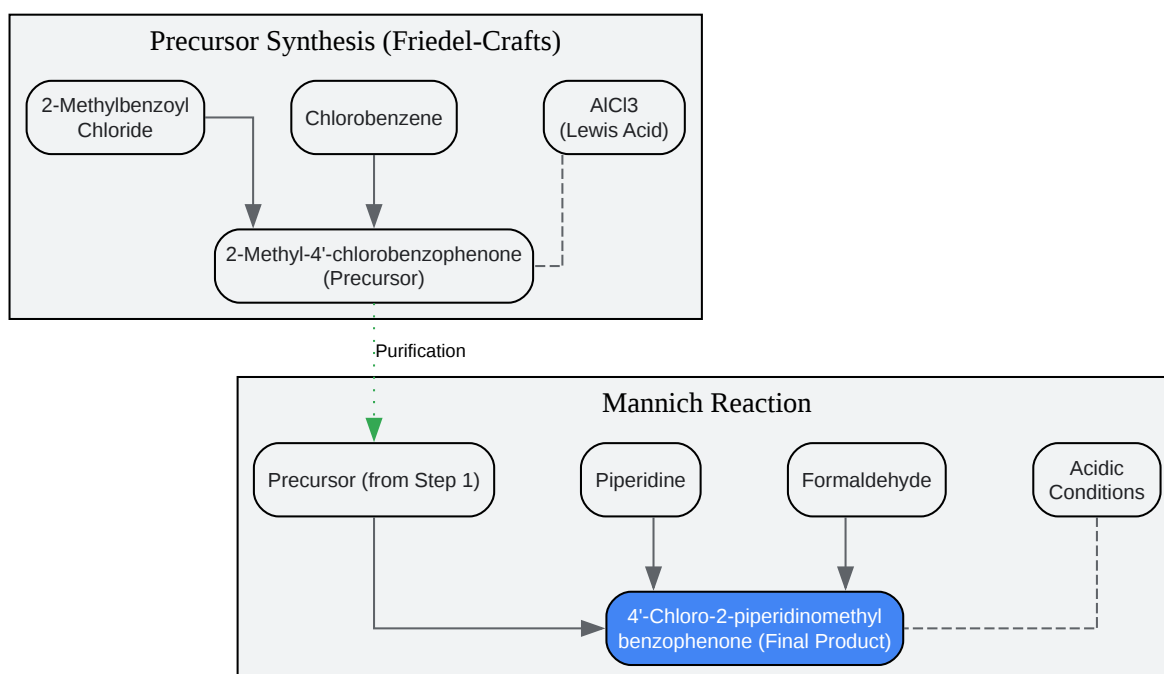 Precursor Synthesis (Friedel-Crafts)
2-Methylbenzoyl
Chloride
Chlorobenzene
AlCl3
(Lewis Acid)
2-Methyl-4'-chlorobenzophenone
(Precursor)
Purification
Mannich Reaction
Precursor (from Step 1)
Piperidine
Formaldehyde
Acidic
Conditions
4'-Chloro-2-piperidinomethyl
benzophenone (Final Product)